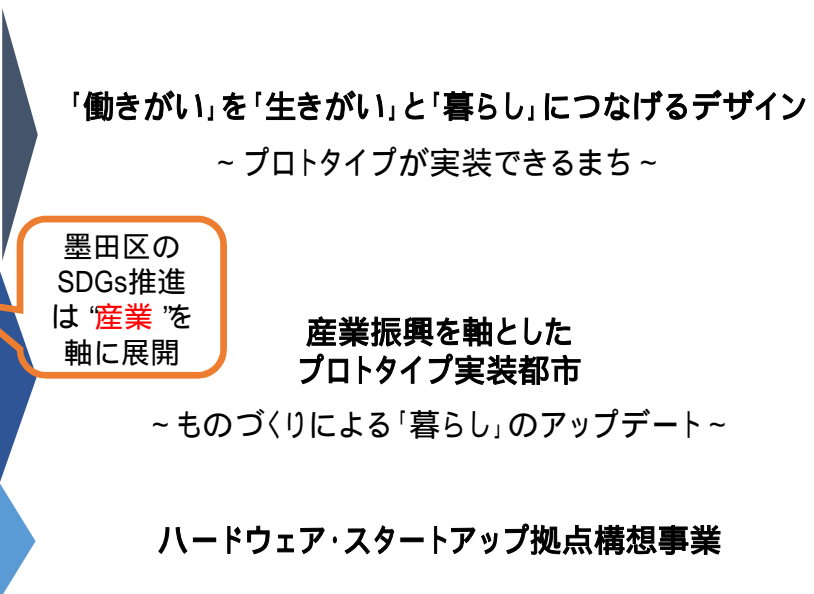 「働きがい」を「生きがい」と「暮らし」につなげるデザイン
~プロトタイプが実装できるまち~
墨田区の
SDGs推進
は“産業”を
軸に展開
産業振興を軸とした
プロトタイプ実装都市
~ものづくりによる「暮らし」のアップデート~
ハードウェア・スタートアップ拠点構想事業